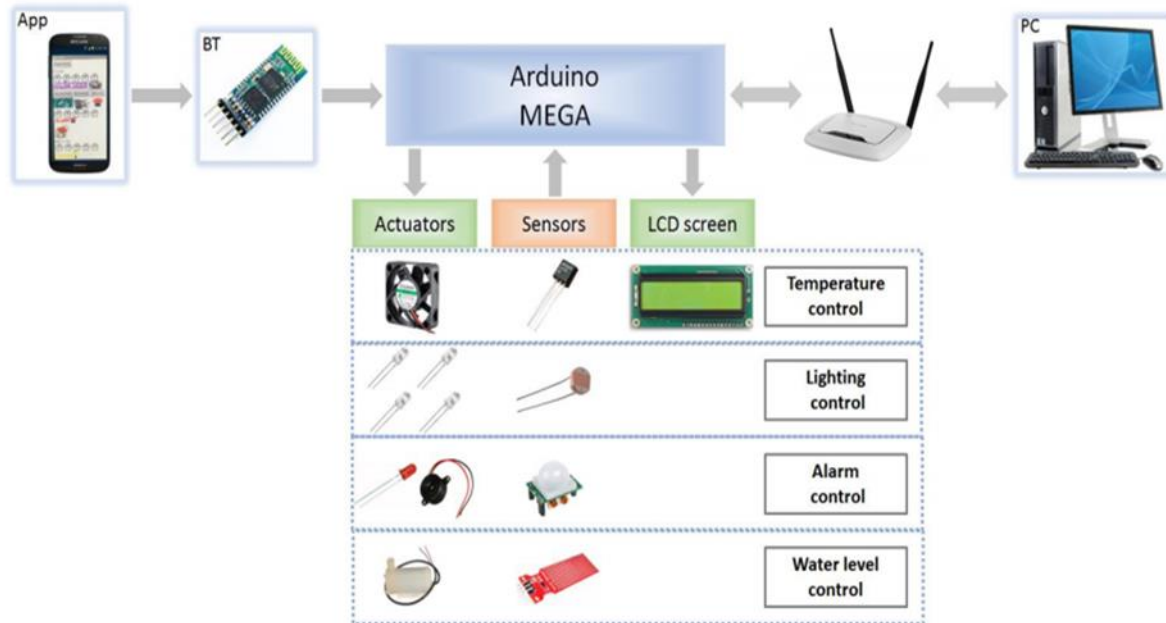 App
BT
Arduino
MEGA
PC
Actuators
Sensors
LCD screen
Temperature
control
Lighting
control
Alarm
control
Water level
control